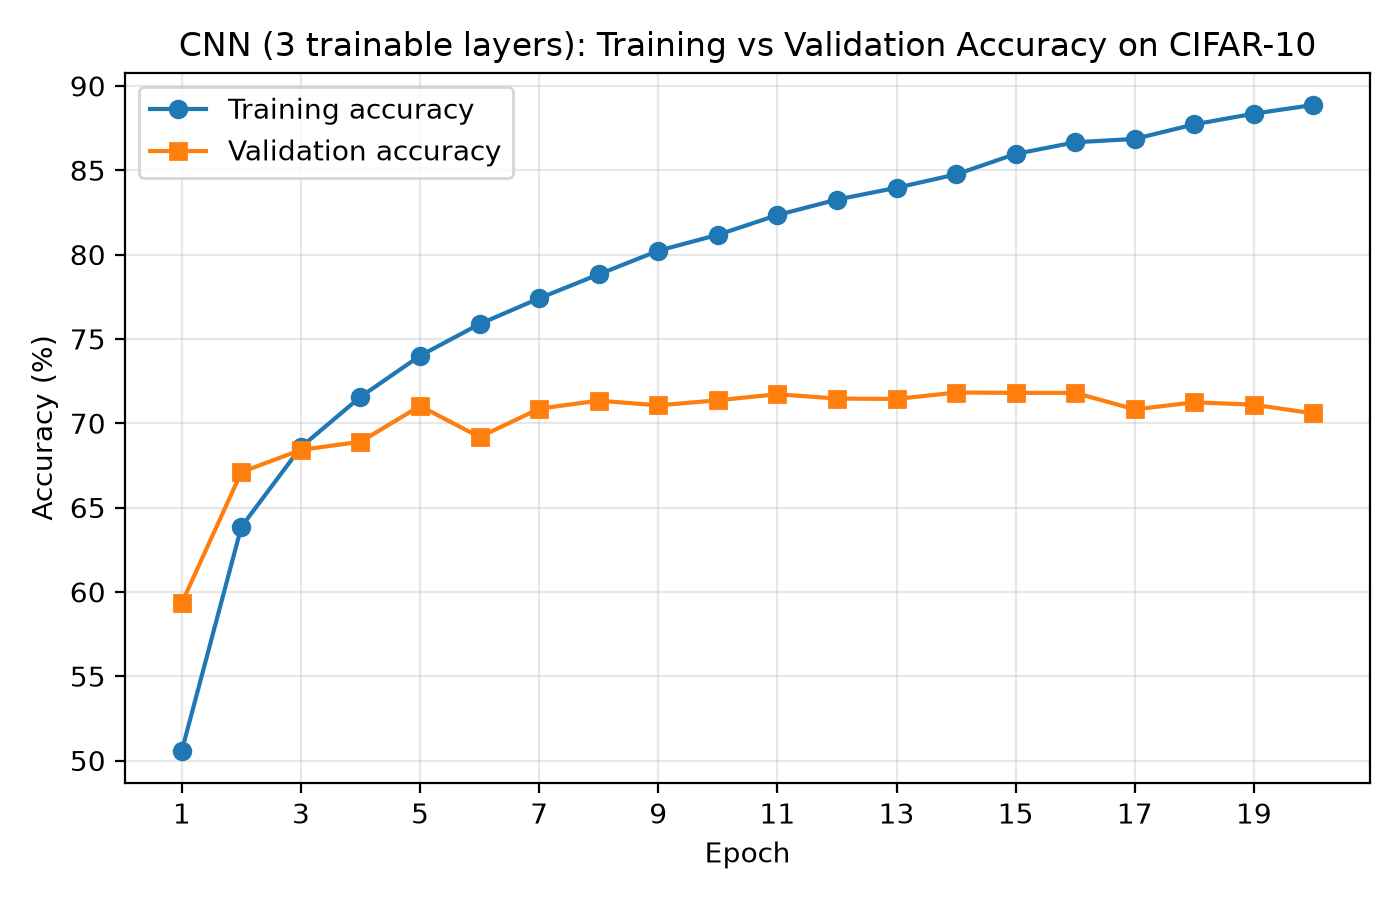 CNN (3 trainable layers): Training vs Validation Accuracy on CIFAR-10
Training accuracy
Validation accuracy
90
85
80
75
70
65
60
55
50
Accuracy (%)
1 3 5 7 9 11 13 15 17 19
Epoch